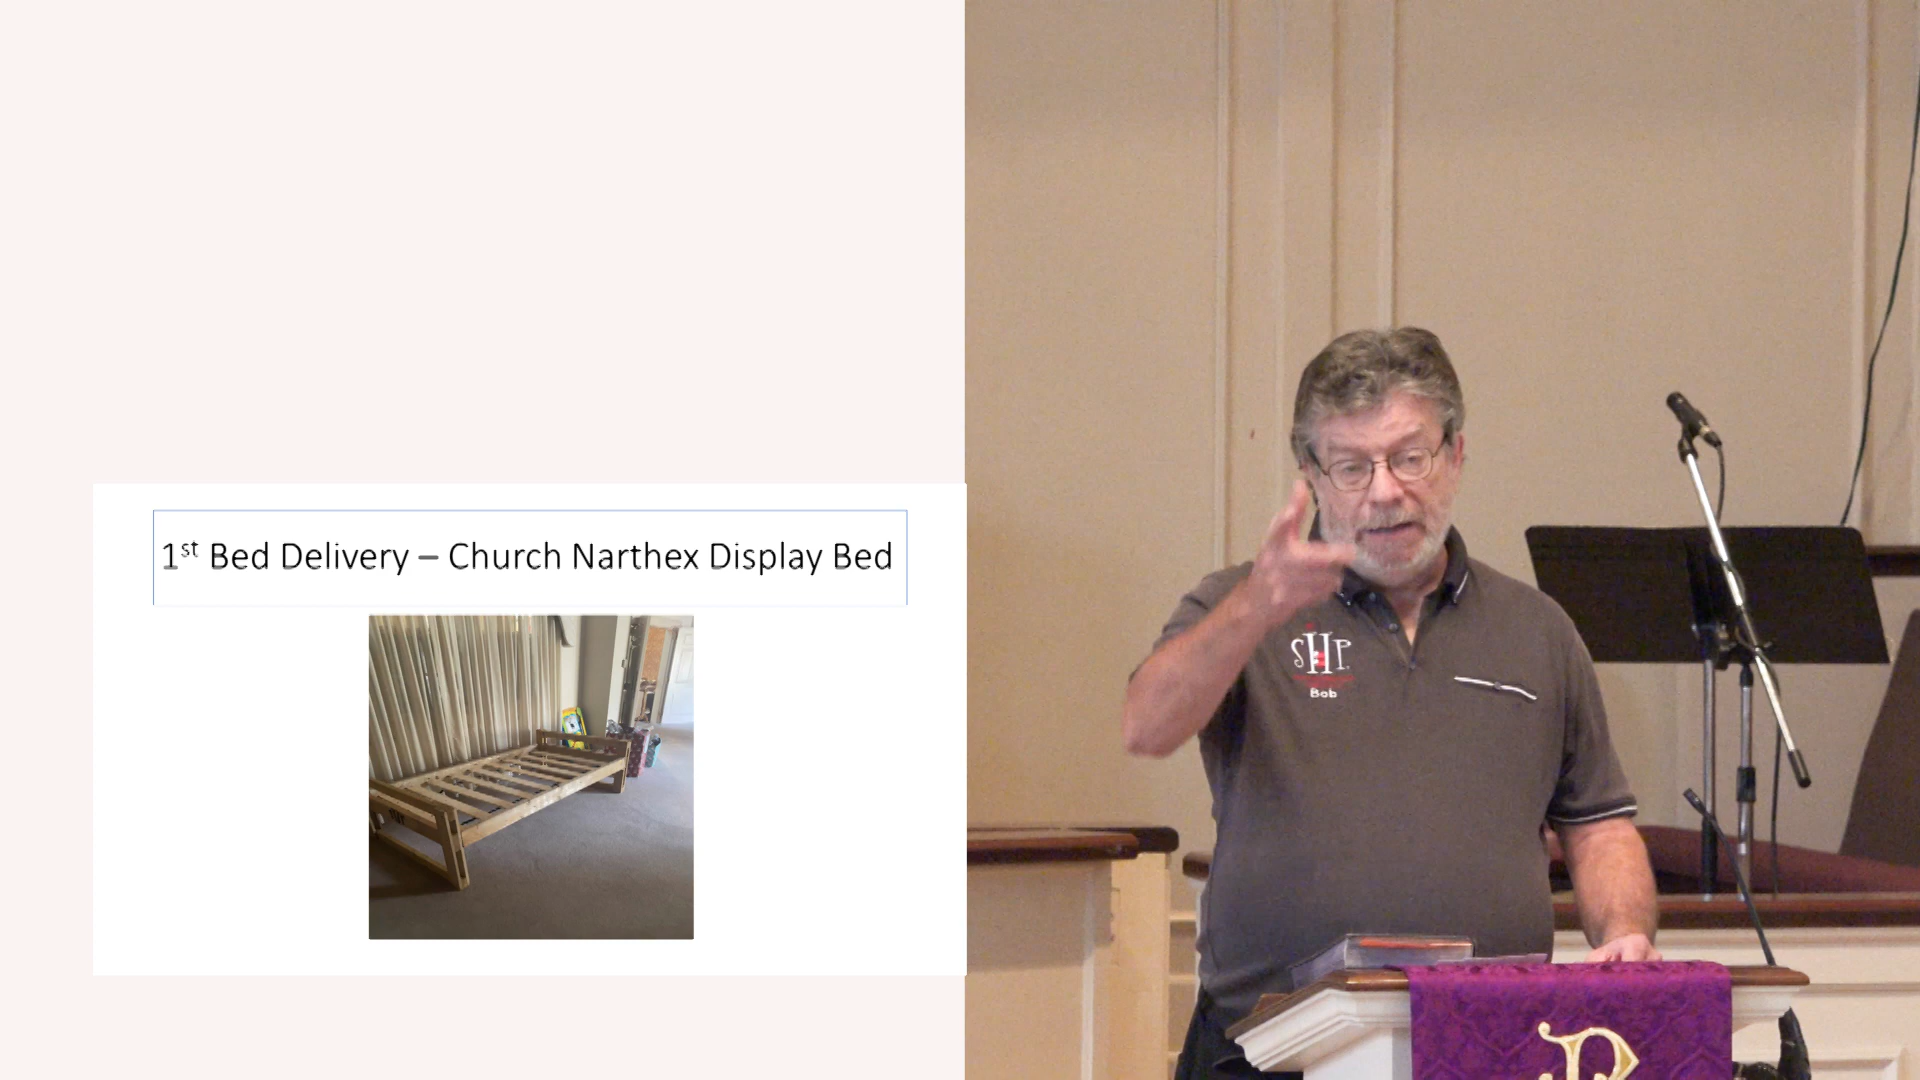 1st Bed Delivery – Church Narthex Display Bed
SHP
Bob